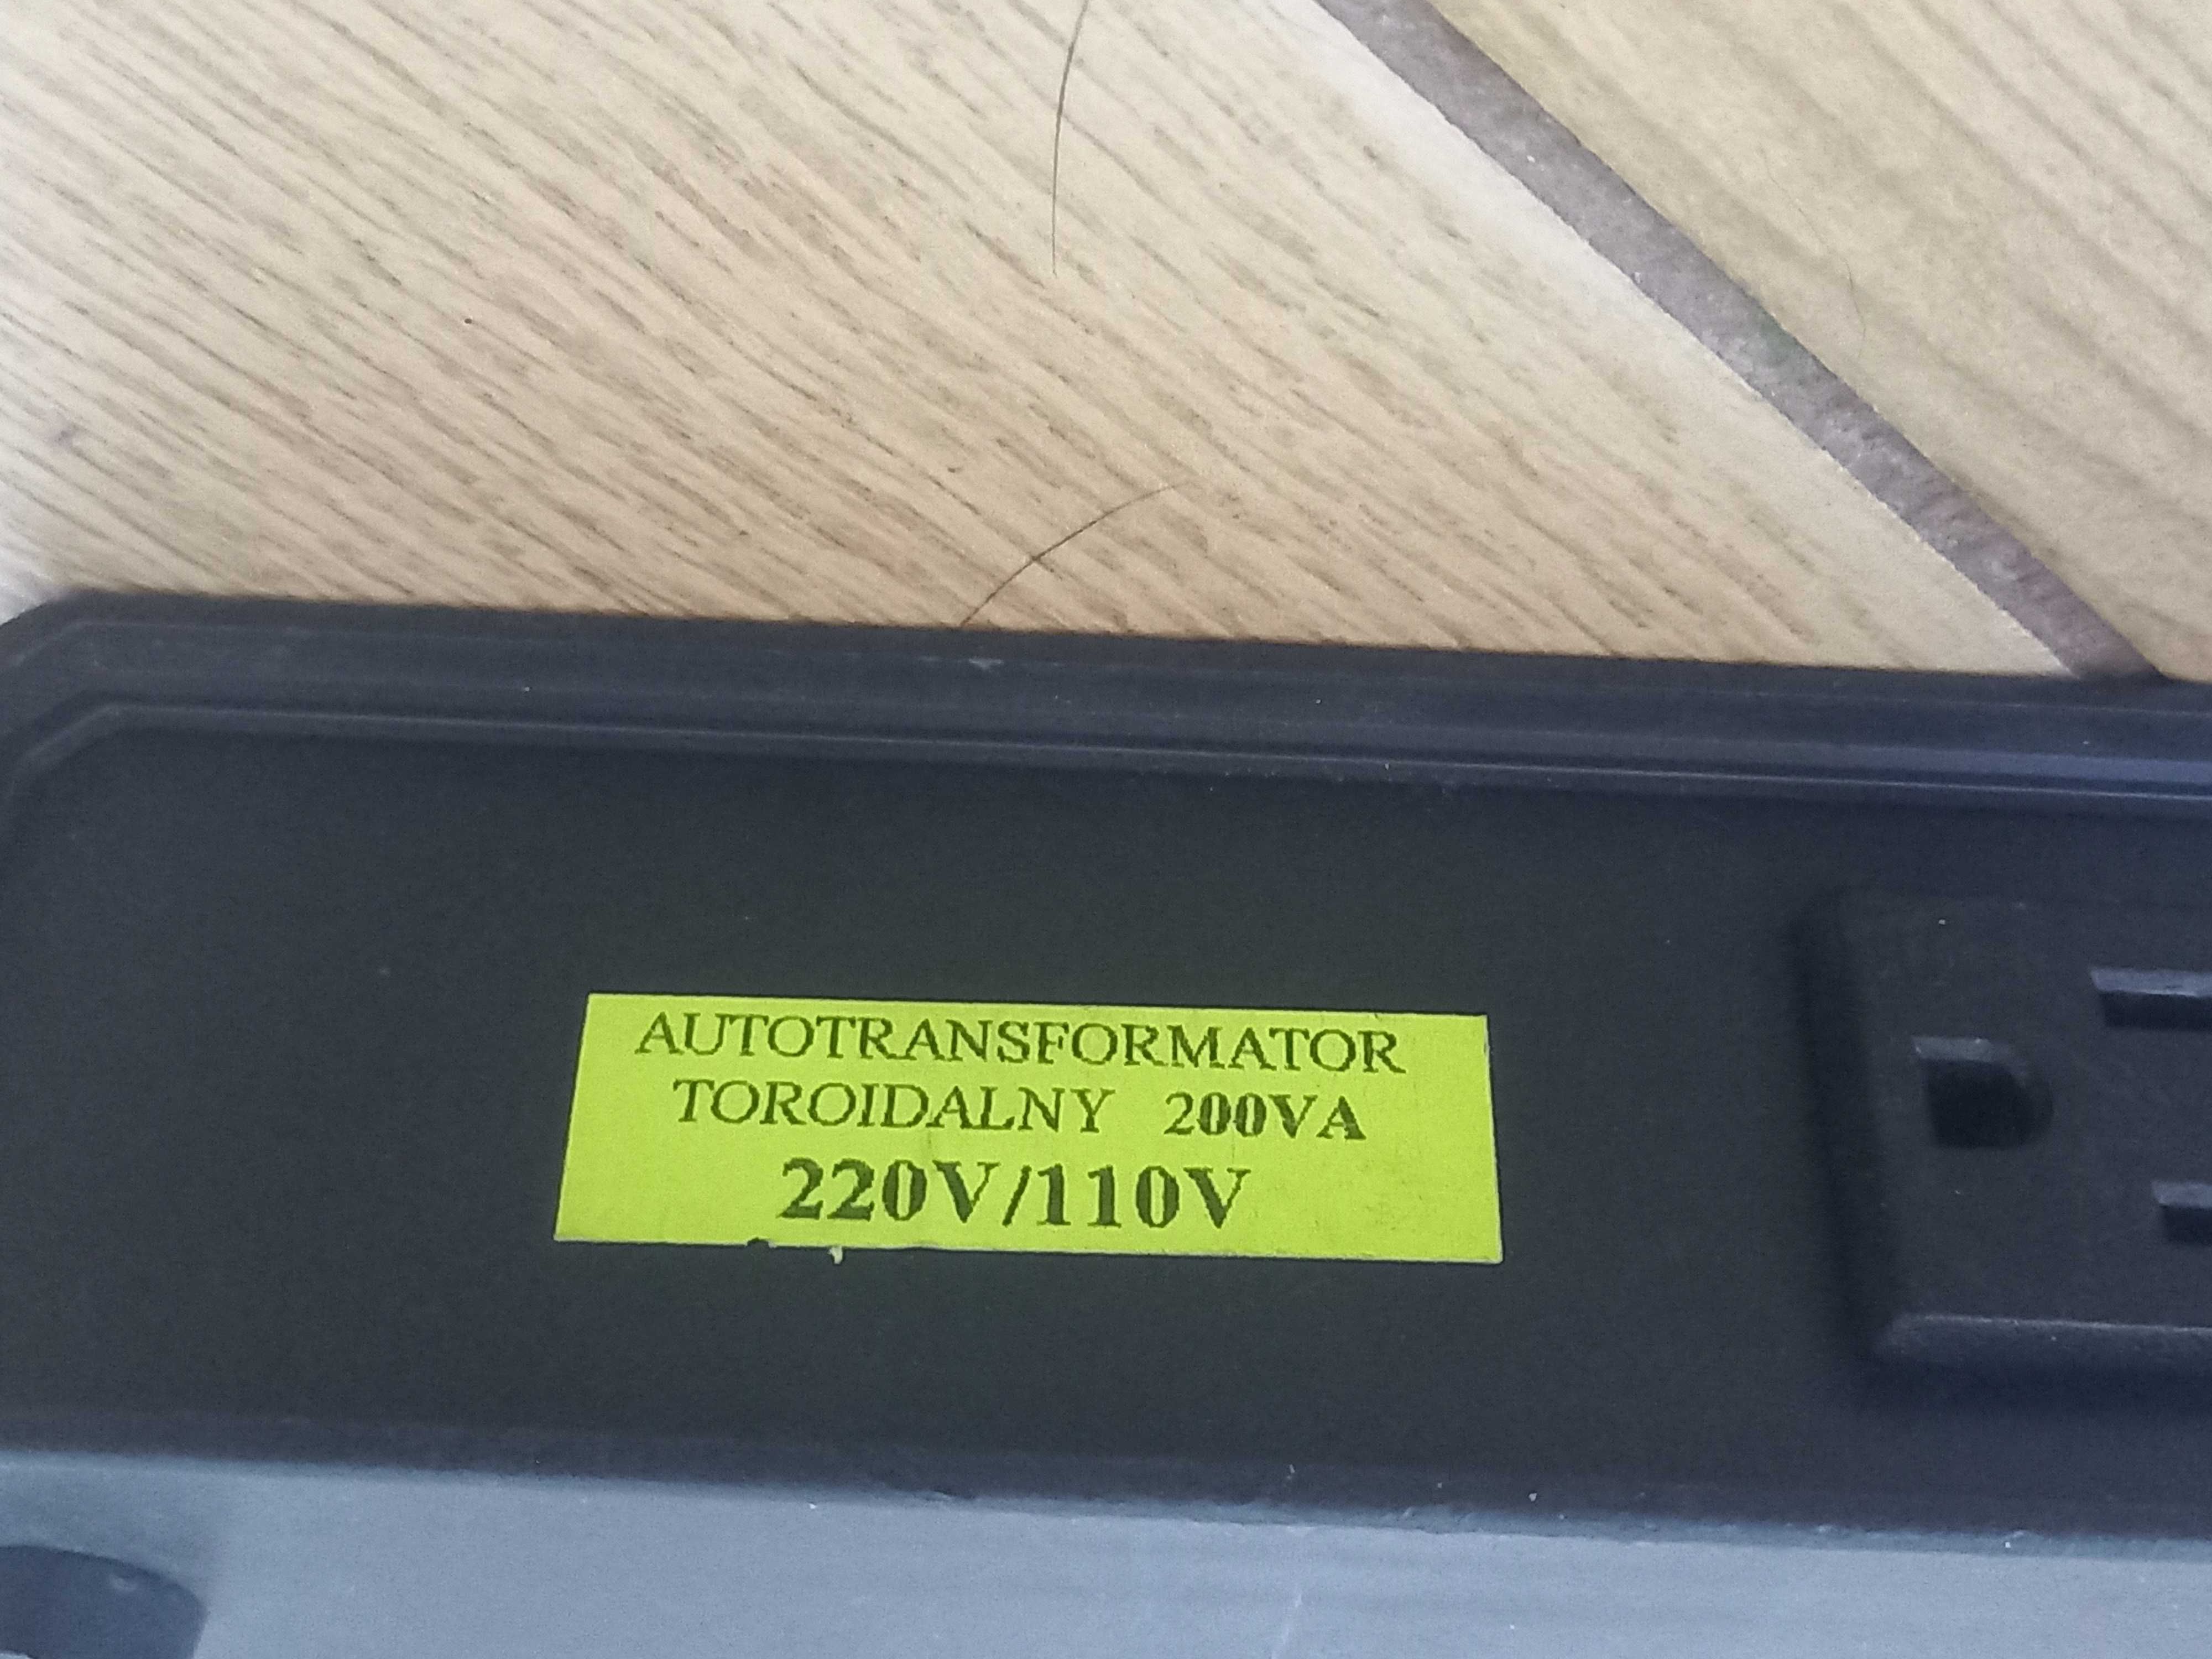 AUTOTRANSFORMATOR
TOROIDALNY 200VA
220V/110V